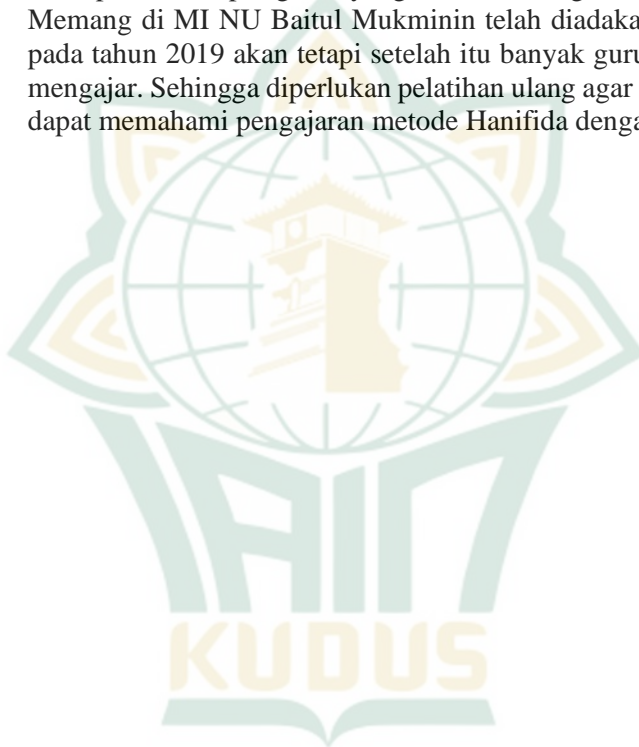 Memang di MI NU Baitul Mukminin telah diadaka
pada tahun 2019 akan tetapi setelah itu banyak guru
mengajar. Sehingga diperlukan pelatihan ulang agar
dapat memahami pengajaran metode Hanifida denga
IAIN
KUDUS